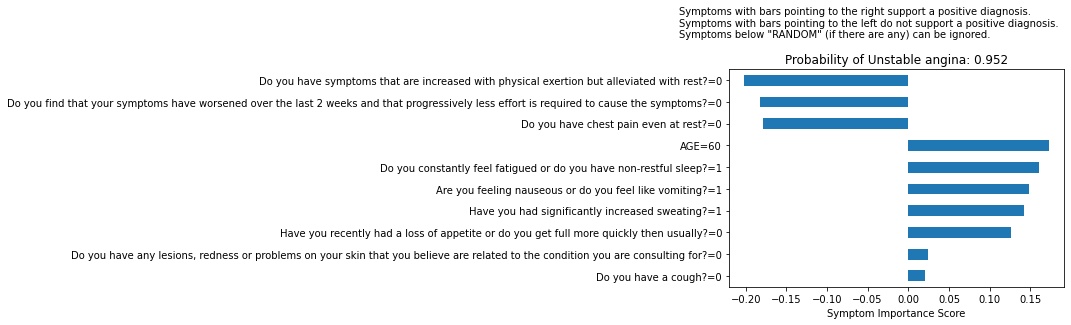 Symptoms with bars pointing to the right support a positive diagnosis.
Symptoms with bars pointing to the left do not support a positive diagnosis.
Symptoms below "RANDOM" (if there are any) can be ignored.
Probability of Unstable angina: 0.952
Do you have symptoms that are increased with physical exertion but alleviated with rest?=0
Do you find that your symptoms have worsened over the last 2 weeks and that progressively less effort is required to cause the symptoms?=0
Do you have chest pain even at rest?=0
AGE=60
Do you constantly feel fatigued or do you have non-restful sleep?=1
Are you feeling nauseous or do you feel like vomiting?=1
Have you had significantly increased sweating?=1
Have you recently had a loss of appetite or do you get full more quickly then usually?=0
Do you have any lesions, redness or problems on your skin that you believe are related to the condition you are consulting for?=0
Do you have a cough?=0
−0.20 −0.15 −0.10 −0.05 0.00 0.05 0.10 0.15
Symptom Importance Score